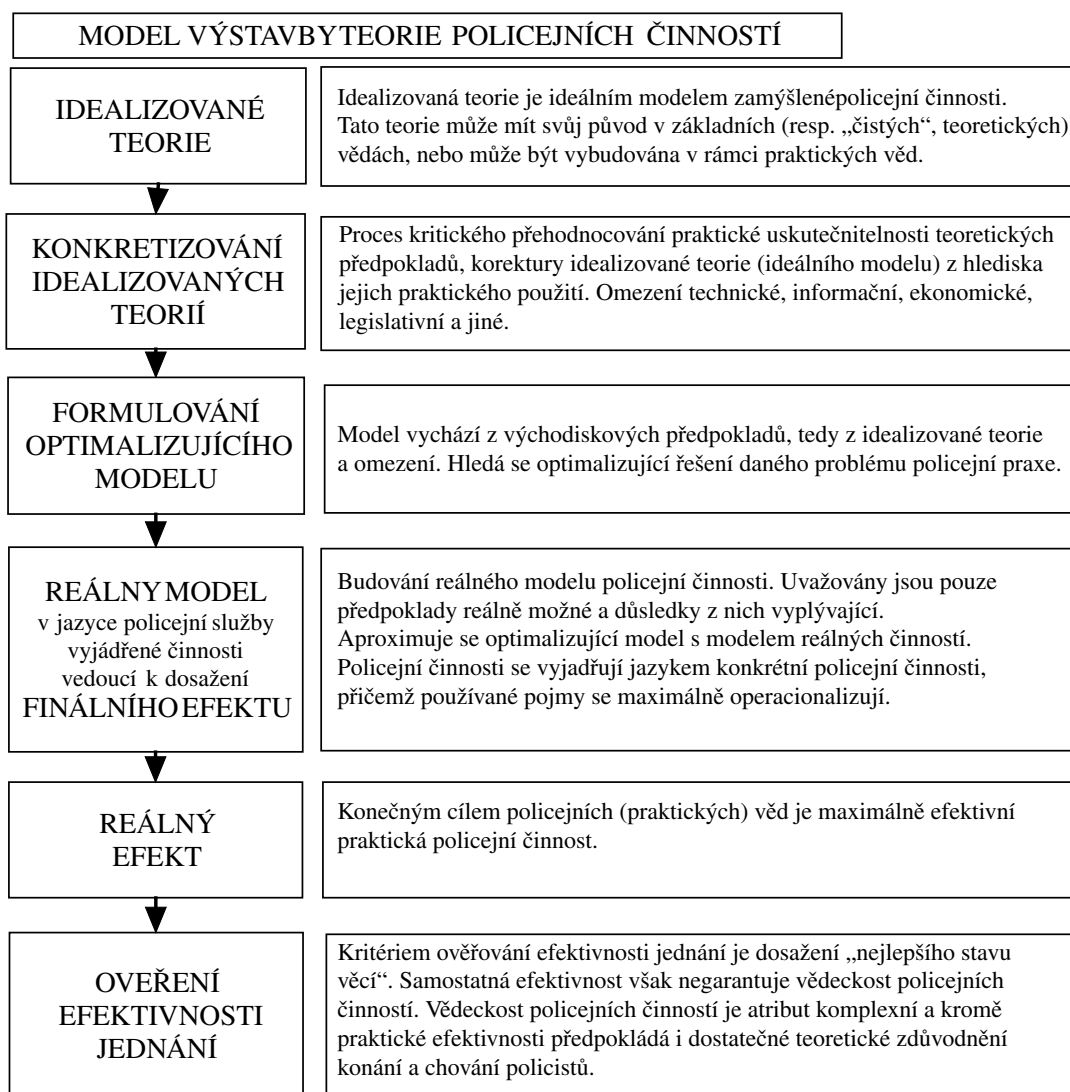 MODEL VÝSTAVBYTEORIE POLICEJNÍCH ČINNOSTÍ
IDEALIZOVANÉ
TEORIE
Idealizovaná teorie je ideálním modelem zamýšlenépolicejní činnosti.
Tato teorie může mít svůj původ v základních (resp. „čistých“, teoretických)
vědách, nebo může být vybudována v rámci praktických věd.
KONKRETIZOVÁNÍ
IDEALIZOVANÝCH
TEORIÍ
Proces kritického přehodnocování praktické uskutečnitelnosti teoretických
předpokladů, korektury idealizované teorie (ideálního modelu) z hlediska
jejich praktického použití. Omezení technické, informační, ekonomické,
legislativní a jiné.
FORMULOVÁNÍ
OPTIMALIZUJÍCÍHO
MODELU
Model vychází z východiskových předpokladů, tedy z idealizované teorie
a omezení. Hledá se optimalizující řešení daného problému policejní praxe.
REÁLNY MODEL
v jazyce policejní služby
vyjádřené činnosti
vedoucí k dosažení
FINÁLNÍHO EFEKTU
Budování reálného modelu policejní činnosti. Uvažovány jsou pouze
předpoklady reálně možné a důsledky z nich vyplývající.
Aproximuje se optimalizující model s modelem reálných činností.
Policejní činnosti se vyjadřují jazykem konkrétní policejní činnosti,
přičemž používané pojmy se maximálně operacionalizují.
REÁLNÝ
EFEKT
Konečným cílem policejních (praktických) věd je maximálně efektivní
praktická policejní činnost.
OVEŘENÍ
EFEKTIVNOSTI
JEDNÁNÍ
Kritériem ověřování efektivnosti jednání je dosažení „nejlepšího stavu
věcí“. Samostatná efektivnost však negarantuje vědeckost policejních
činností. Vědeckost policejních činností je atribut komplexní a kromě
praktické efektivnosti předpokládá i dostatečné teoretické zdůvodnění
konání a chování policistů.